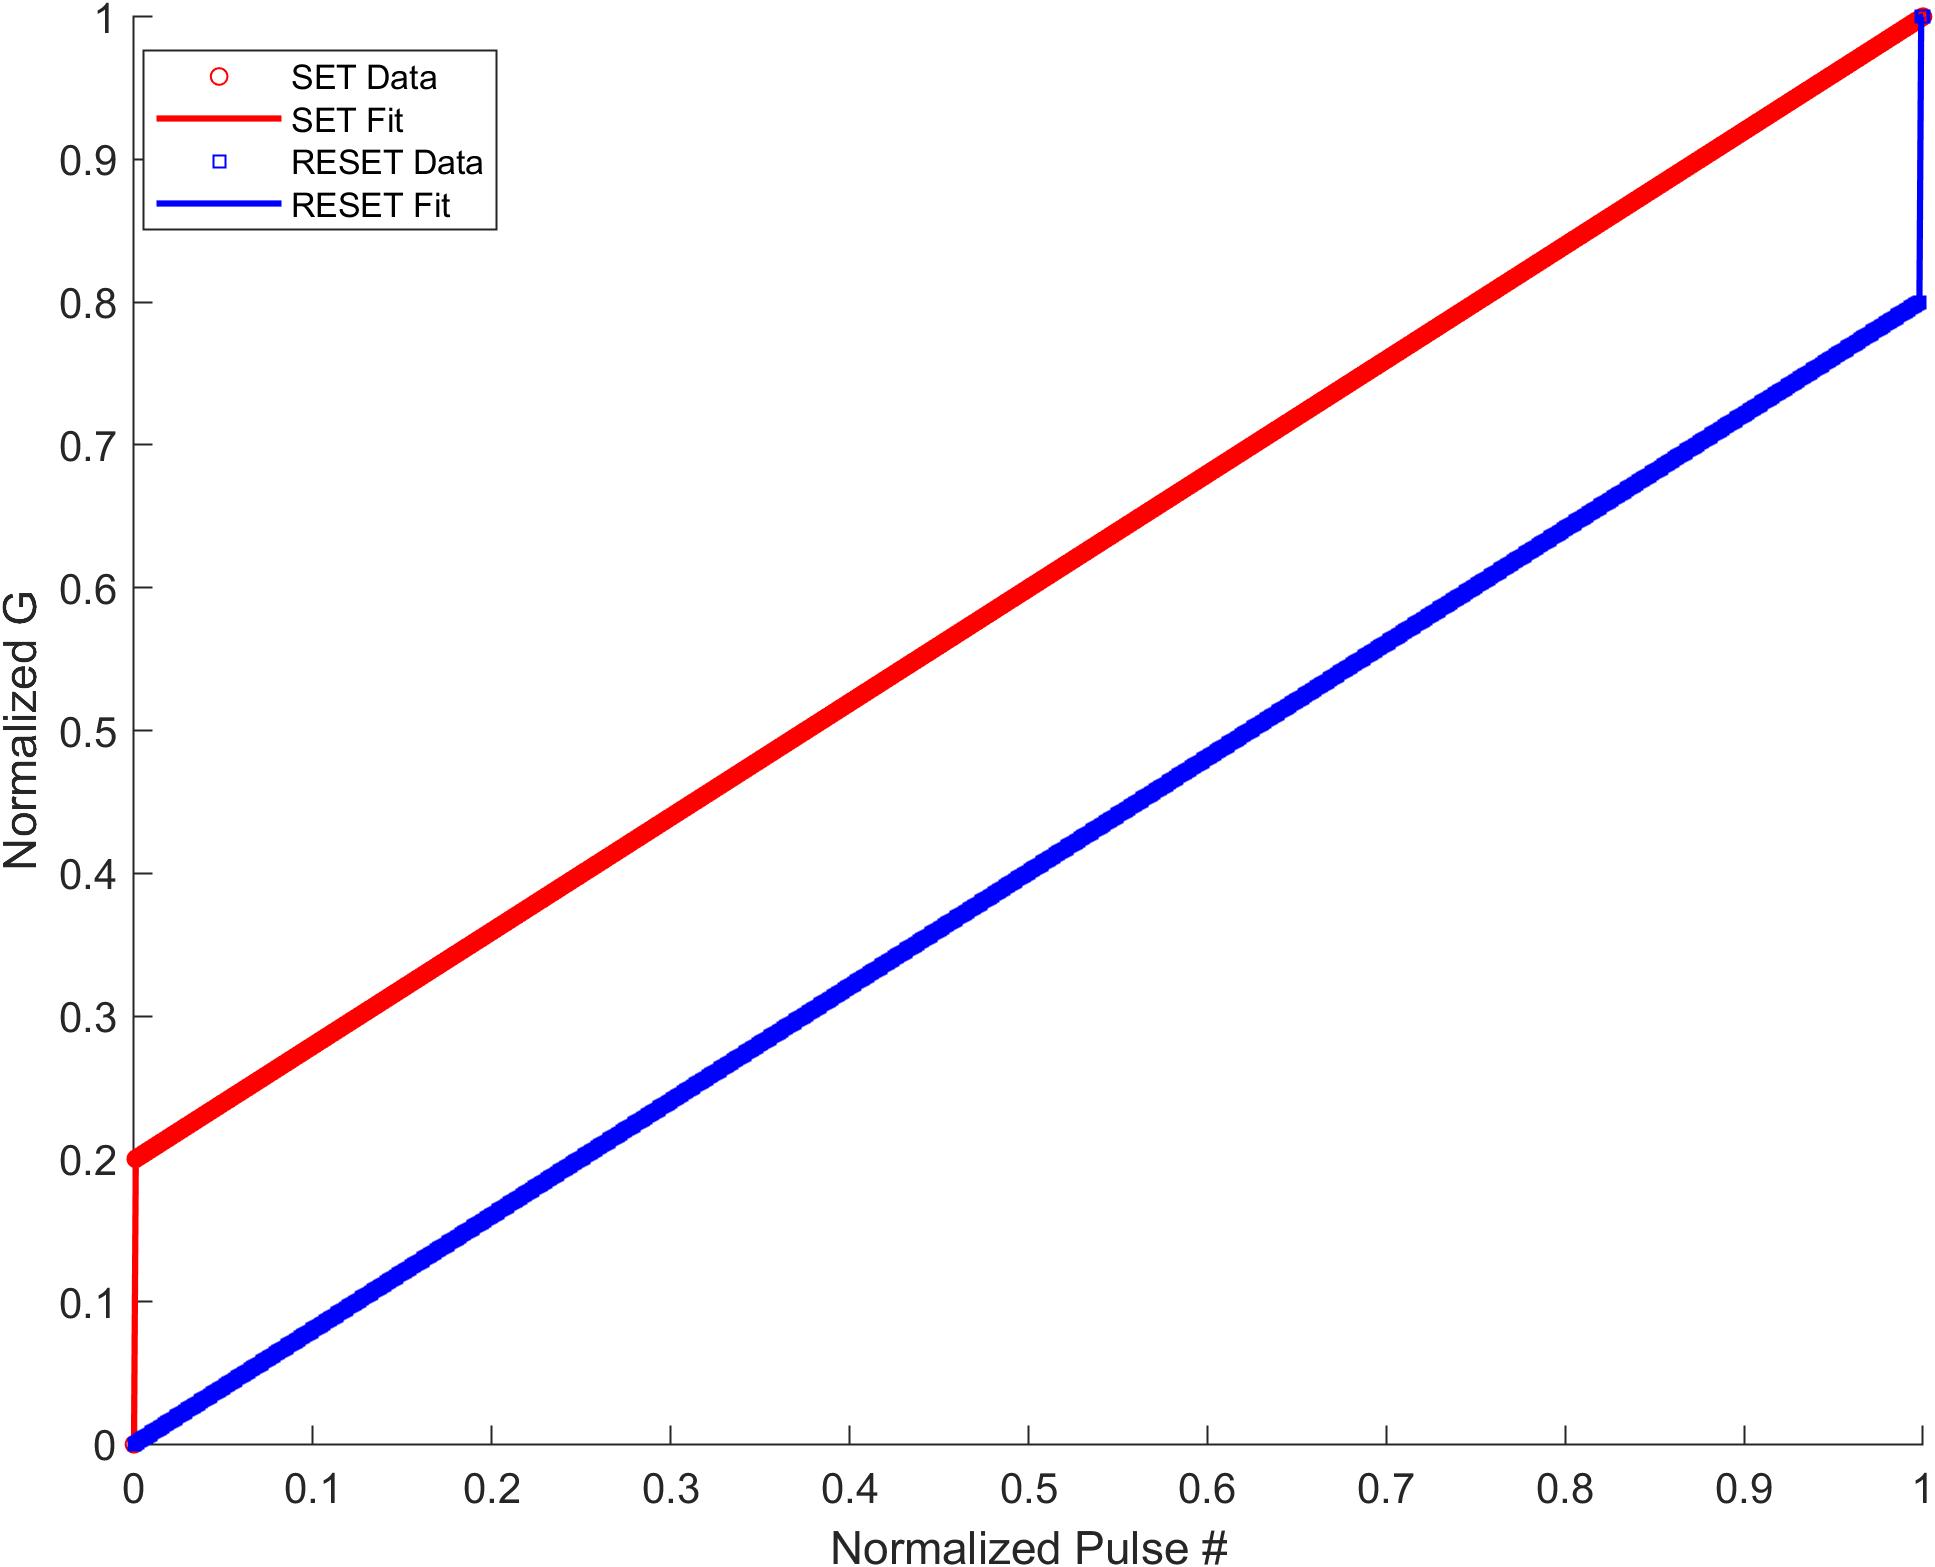 1
0.9
0.8
0.7
0.6
0.5
0.4
0.3
0.2
0.1
0
SET Data
SET Fit
RESET Data
RESET Fit
Normalized G
0 0.1 0.2 0.3 0.4 0.5 0.6 0.7 0.8 0.9 1
Normalized Pulse #